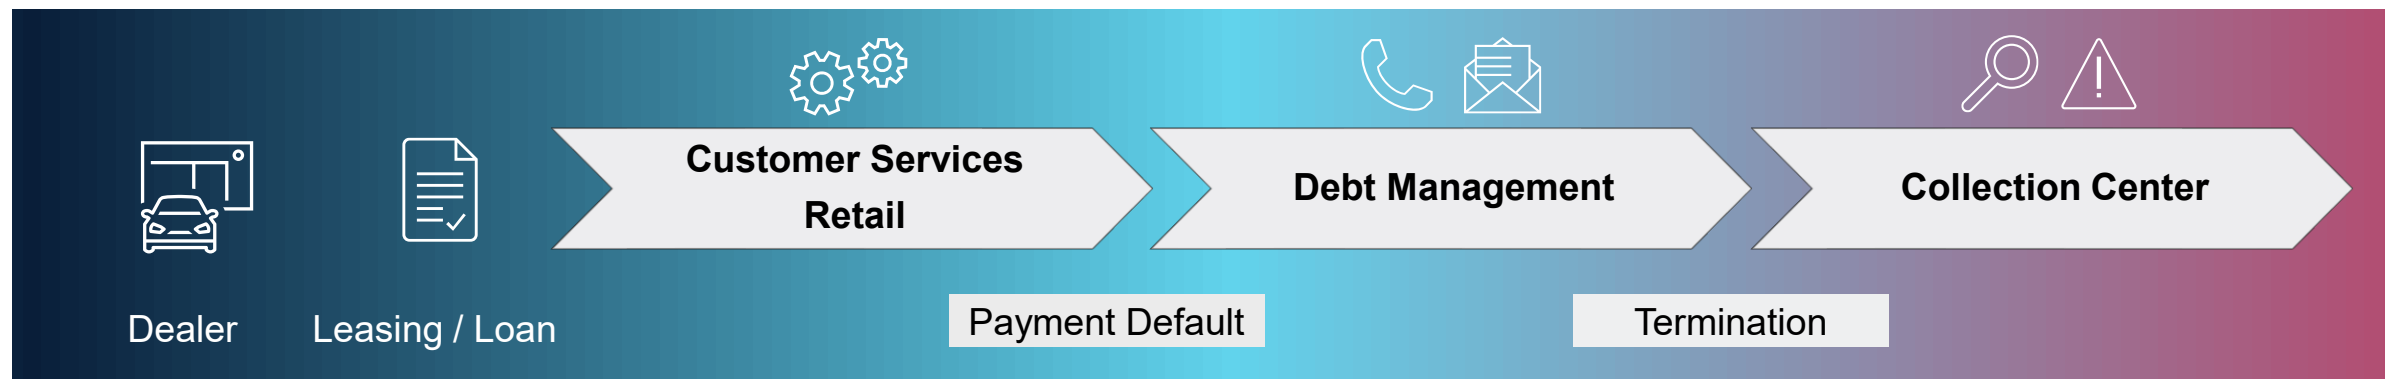 Customer Services
Retail
Debt Management
Collection Center
Dealer
Leasing / Loan
Payment Default
Termination